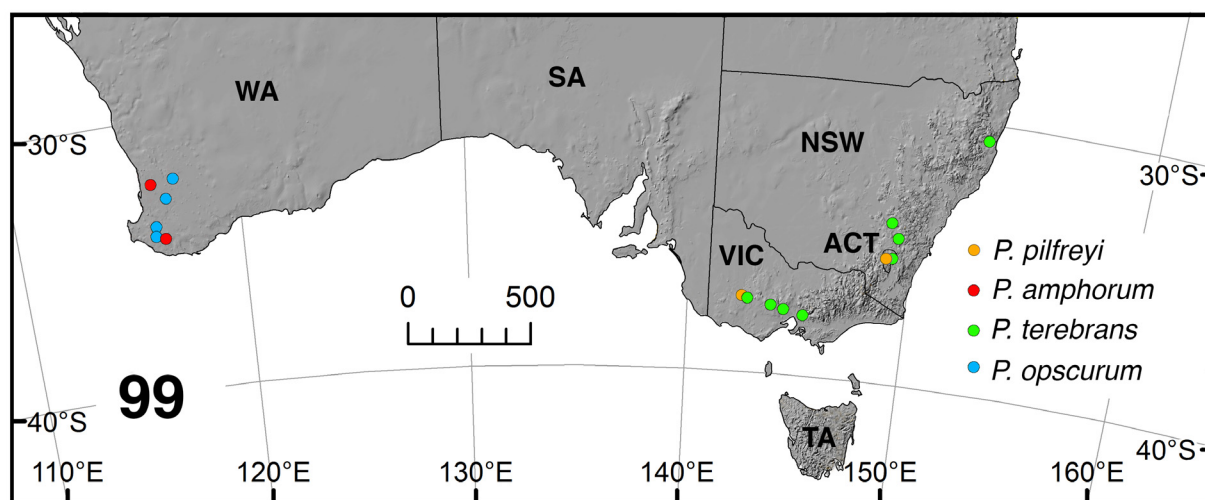 WA
SA
NSW
ACT
VIC
TA
30°S
30°S
P. pilfreyi
P. amphorum
P. terebrans
P. opscurum
0 500
99
40°S
40°S
110°E 120°E 130°E 140°E 150°E 160°E